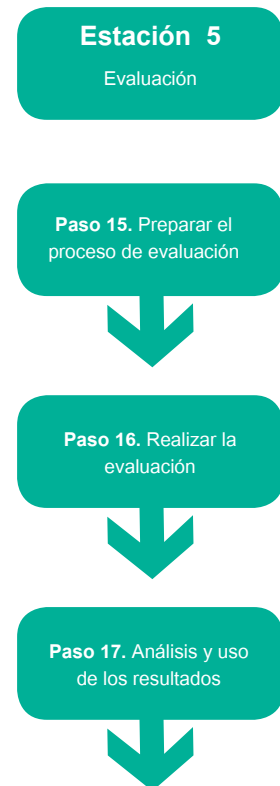 Estación 5
Evaluación
Paso 15. Preparar el
proceso de evaluación
Paso 16. Realizar la
evaluación
Paso 17. Análisis y uso
de los resultados